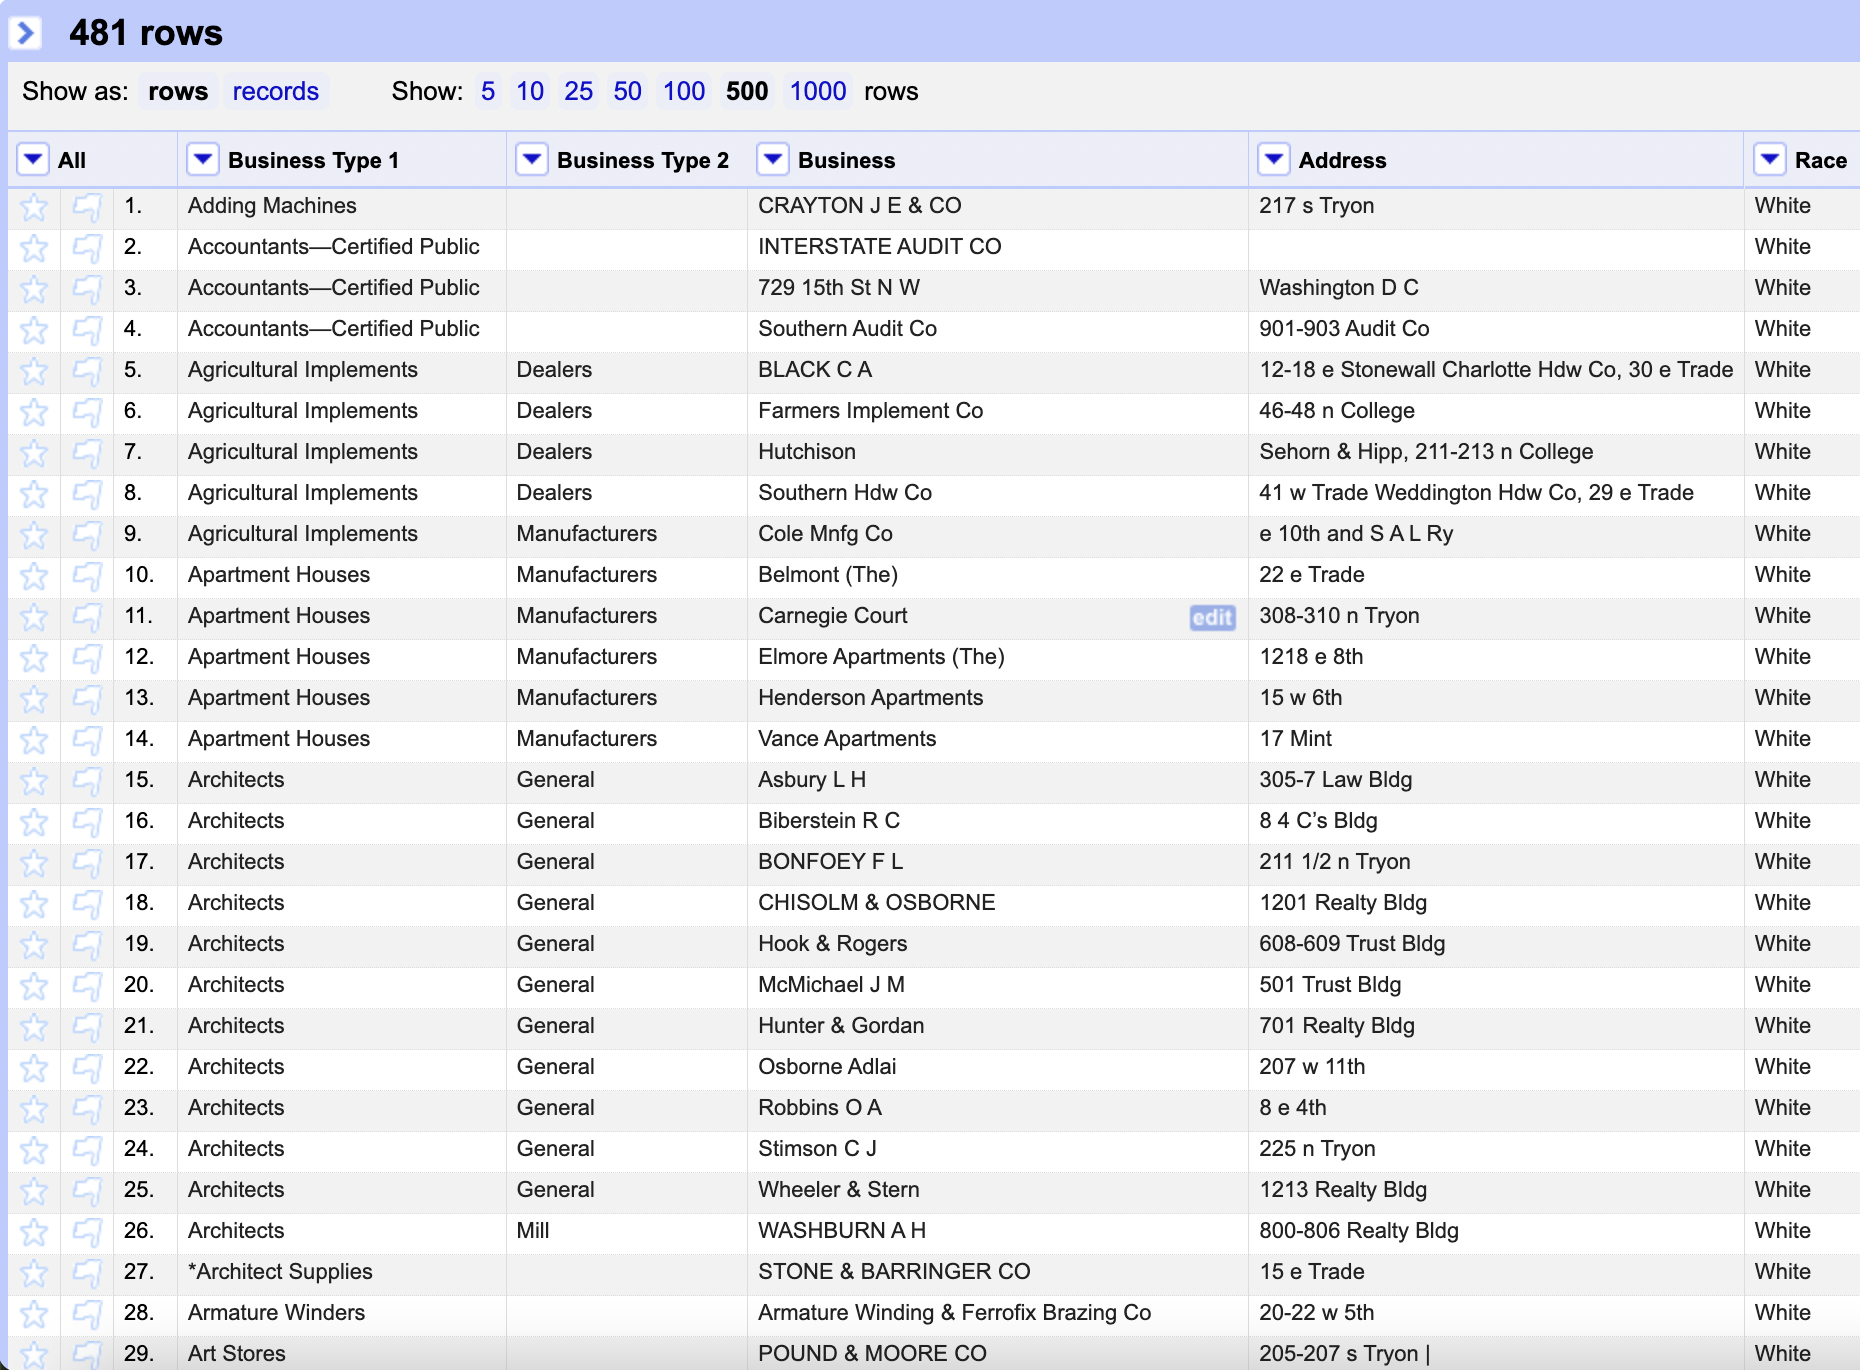 481 rows
Show as: rows records Show: 5 10 25 50 100 500 1000 rows
All Business Type 1 Business Type 2 Business Address Race
1. Adding Machines CRAYTON J E & CO 217 s Tryon White
2. Accountants—Certified Public INTERSTATE AUDIT CO White
3. Accountants—Certified Public 729 15th St N W Washington D C White
4. Accountants—Certified Public Southern Audit Co 901-903 Audit Co White
5. Agricultural Implements Dealers BLACK C A 12-18 e Stonewall Charlotte Hdw Co, 30 e Trade White
6. Agricultural Implements Dealers Farmers Implement Co 46-48 n College White
7. Agricultural Implements Dealers Hutchison Sehorn & Hipp, 211-213 n College White
8. Agricultural Implements Dealers Southern Hdw Co 41 w Trade Weddington Hdw Co, 29 e Trade White
9. Agricultural Implements Manufacturers Cole Mnfg Co e 10th and S A L Ry White
10. Apartment Houses Manufacturers Belmont (The) 22 e Trade White
11. Apartment Houses Manufacturers Carnegie Court edit 308-310 n Tryon White
12. Apartment Houses Manufacturers Elmore Apartments (The) 1218 e 8th White
13. Apartment Houses Manufacturers Henderson Apartments 15 w 6th White
14. Apartment Houses Manufacturers Vance Apartments 17 Mint White
15. Architects General Asbury L H 305-7 Law Bldg White
16. Architects General Biberstein R C 8 4 C’s Bldg White
17. Architects General BONFOEY F L 211 1/2 n Tryon White
18. Architects General CHISOLM & OSBORNE 1201 Realty Bldg White
19. Architects General Hook & Rogers 608-609 Trust Bldg White
20. Architects General McMichael J M 501 Trust Bldg White
21. Architects General Hunter & Gordan 701 Realty Bldg White
22. Architects General Osborne Adlai 207 w 11th White
23. Architects General Robbins O A 8 e 4th White
24. Architects General Stimson C J 225 n Tryon White
25. Architects General Wheeler & Stern 1213 Realty Bldg White
26. Architects Mill WASHBURN A H 800-806 Realty Bldg White
27. *Architect Supplies STONE & BARRINGER CO 15 e Trade White
28. Armature Winders Armature Winding & Ferrofix Brazing Co 20-22 w 5th White
29. Art Stores POUND & MOORE CO 205-207 s Tryon | White